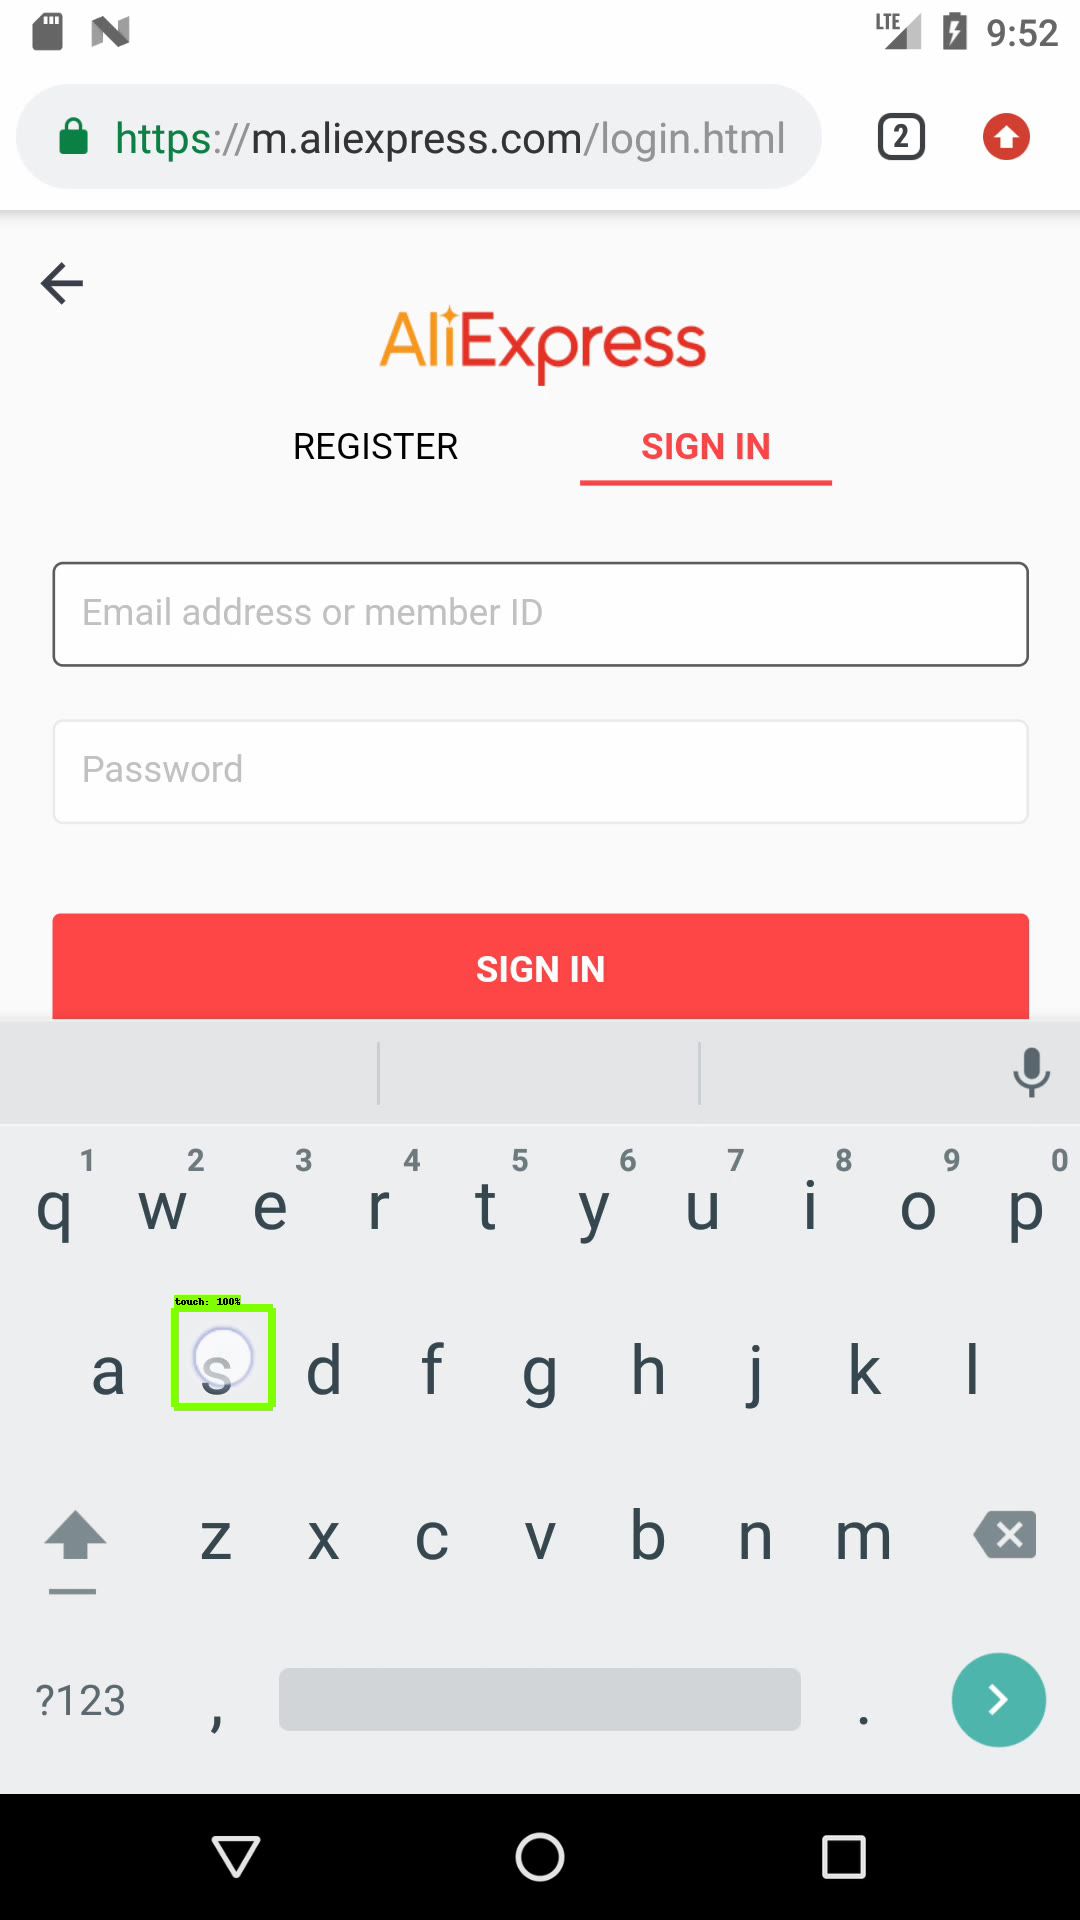 LTE 9:52
https://m.aliexpress.com/login.html 2
AliExpress
REGISTER SIGN IN
Email address or member ID
Password
SIGN IN
1 2 3 4 5 6 7 8 9 0
q w e r t y u i o p
touch: 100%
a s d f g h j k l
z x c v b n m
?123 , .